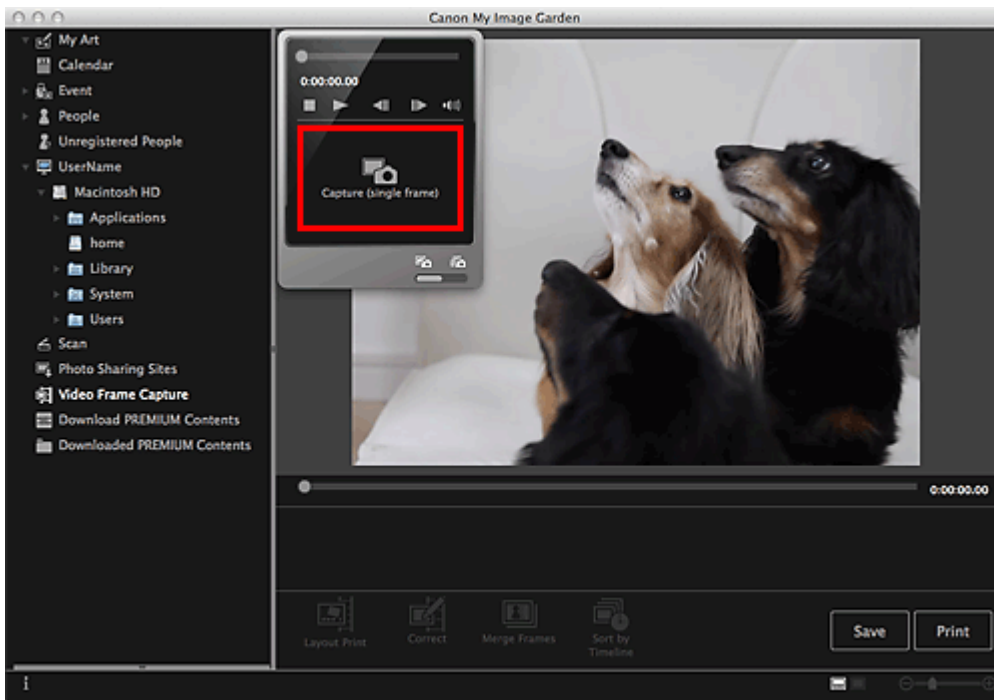 Canon My Image Garden
My Art
Calendar
Event
People
Unregistered People
UserName
Macintosh HD
Applications
home
Library
System
Users
Scan
Photo Sharing Sites
Video Frame Capture
Download PREMIUM Contents
Downloaded PREMIUM Contents
0:00:00.00
Capture (single frame)
0:00:00.00
Layout Print
Correct
Merge Frames
Sort by
Timeline
Save
Print